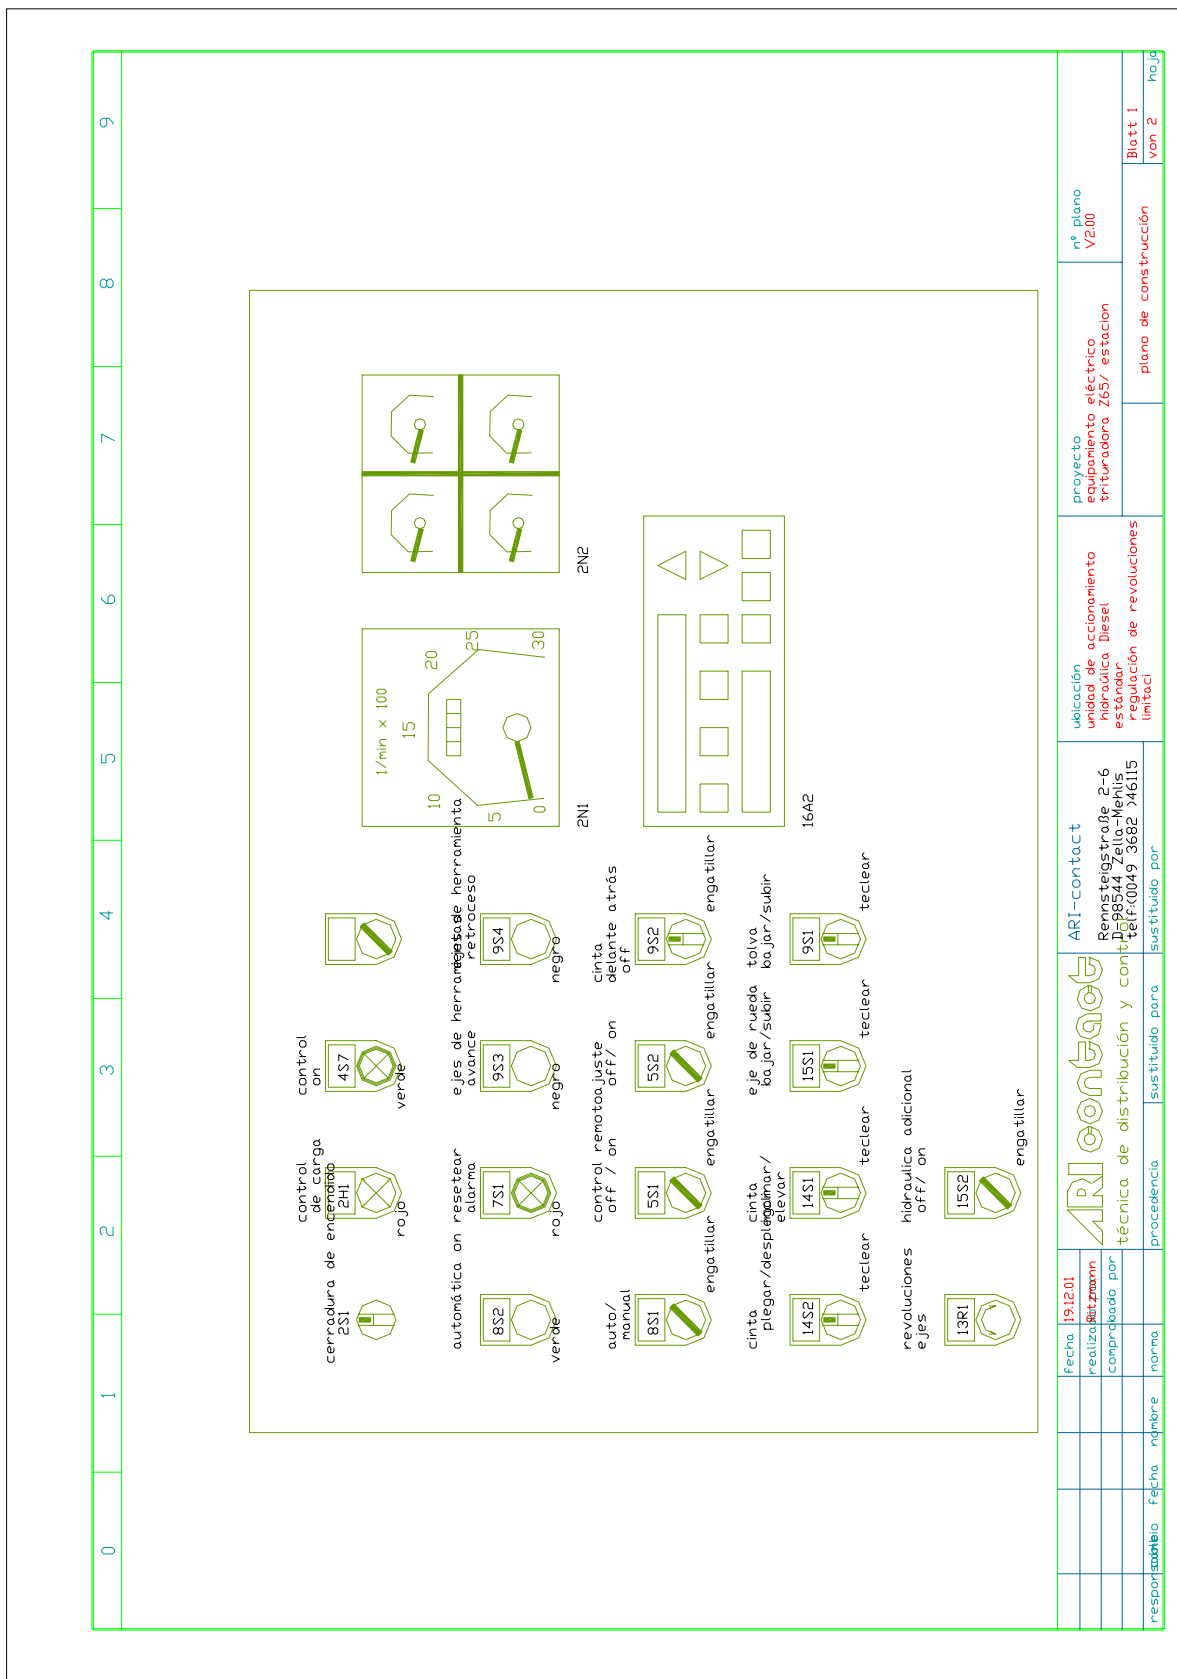 0
1
2
3
4
5
6
7
8
9
cerradura de encendido
2S1
control
de carga
2H1
rojo
control
on
4S7
verde
1/min x 100
0
5
10
15
20
25
30
2N1
2N2
automática on
8S2
verde
resetear
alarma
7S1
rojo
ejes de herramientas
avance
9S3
negro
ejes de herramienta
retroceso
9S4
negro
auto/
manual
8S1
engatillar
control remoto
off / on
5S1
engatillar
ajuste
off/ on
5S2
engatillar
cinta
delante atrás
off
9S2
engatillar
16A2
cinta
plegar/desplegar
14S2
teclear
cinta
elevar
14S1
teclear
eje de rueda
bajar/subir
15S1
teclear
tolva
bajar/subir
9S1
teclear
revoluciones
ejes
13R1
hidraulica adicional
off/ on
15S2
engatillar
fecha
19.12.01
comprobado por
norma
fecha
nombre
ARI contact
técnica de distribución y control
procedencia
sustituido para
sustituido por
ARI-contact
Rennsteigstraße 2-6
D-98544 Zella-Mehlis
telf:(0049 3682 )46115
ubicación
unidad de accionamiento
hidraúlica Diesel
estándar
regulación de revoluciones
limitaci
proyecto
equipamiento eléctrico
trituradora Z65/ estacion
nº plano
V2.00
plano de construcción
Blatt 1
von 2
hoja